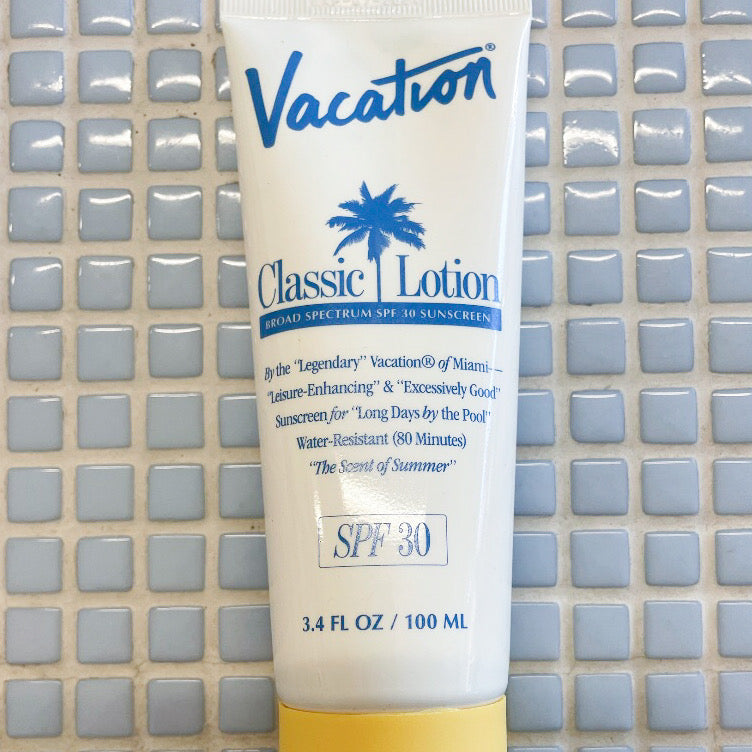 Vacation®
Classic Lotion
BROAD SPECTRUM SPF 30 SUNSCREEN
By the "Legendary" Vacation® of Miami—
"Leisure-Enhancing" & "Excessively Good"
Sunscreen for "Long Days by the Pool"
Water-Resistant (80 Minutes)
"The Scent of Summer"
SPF 30
3.4 FL OZ / 100 ML